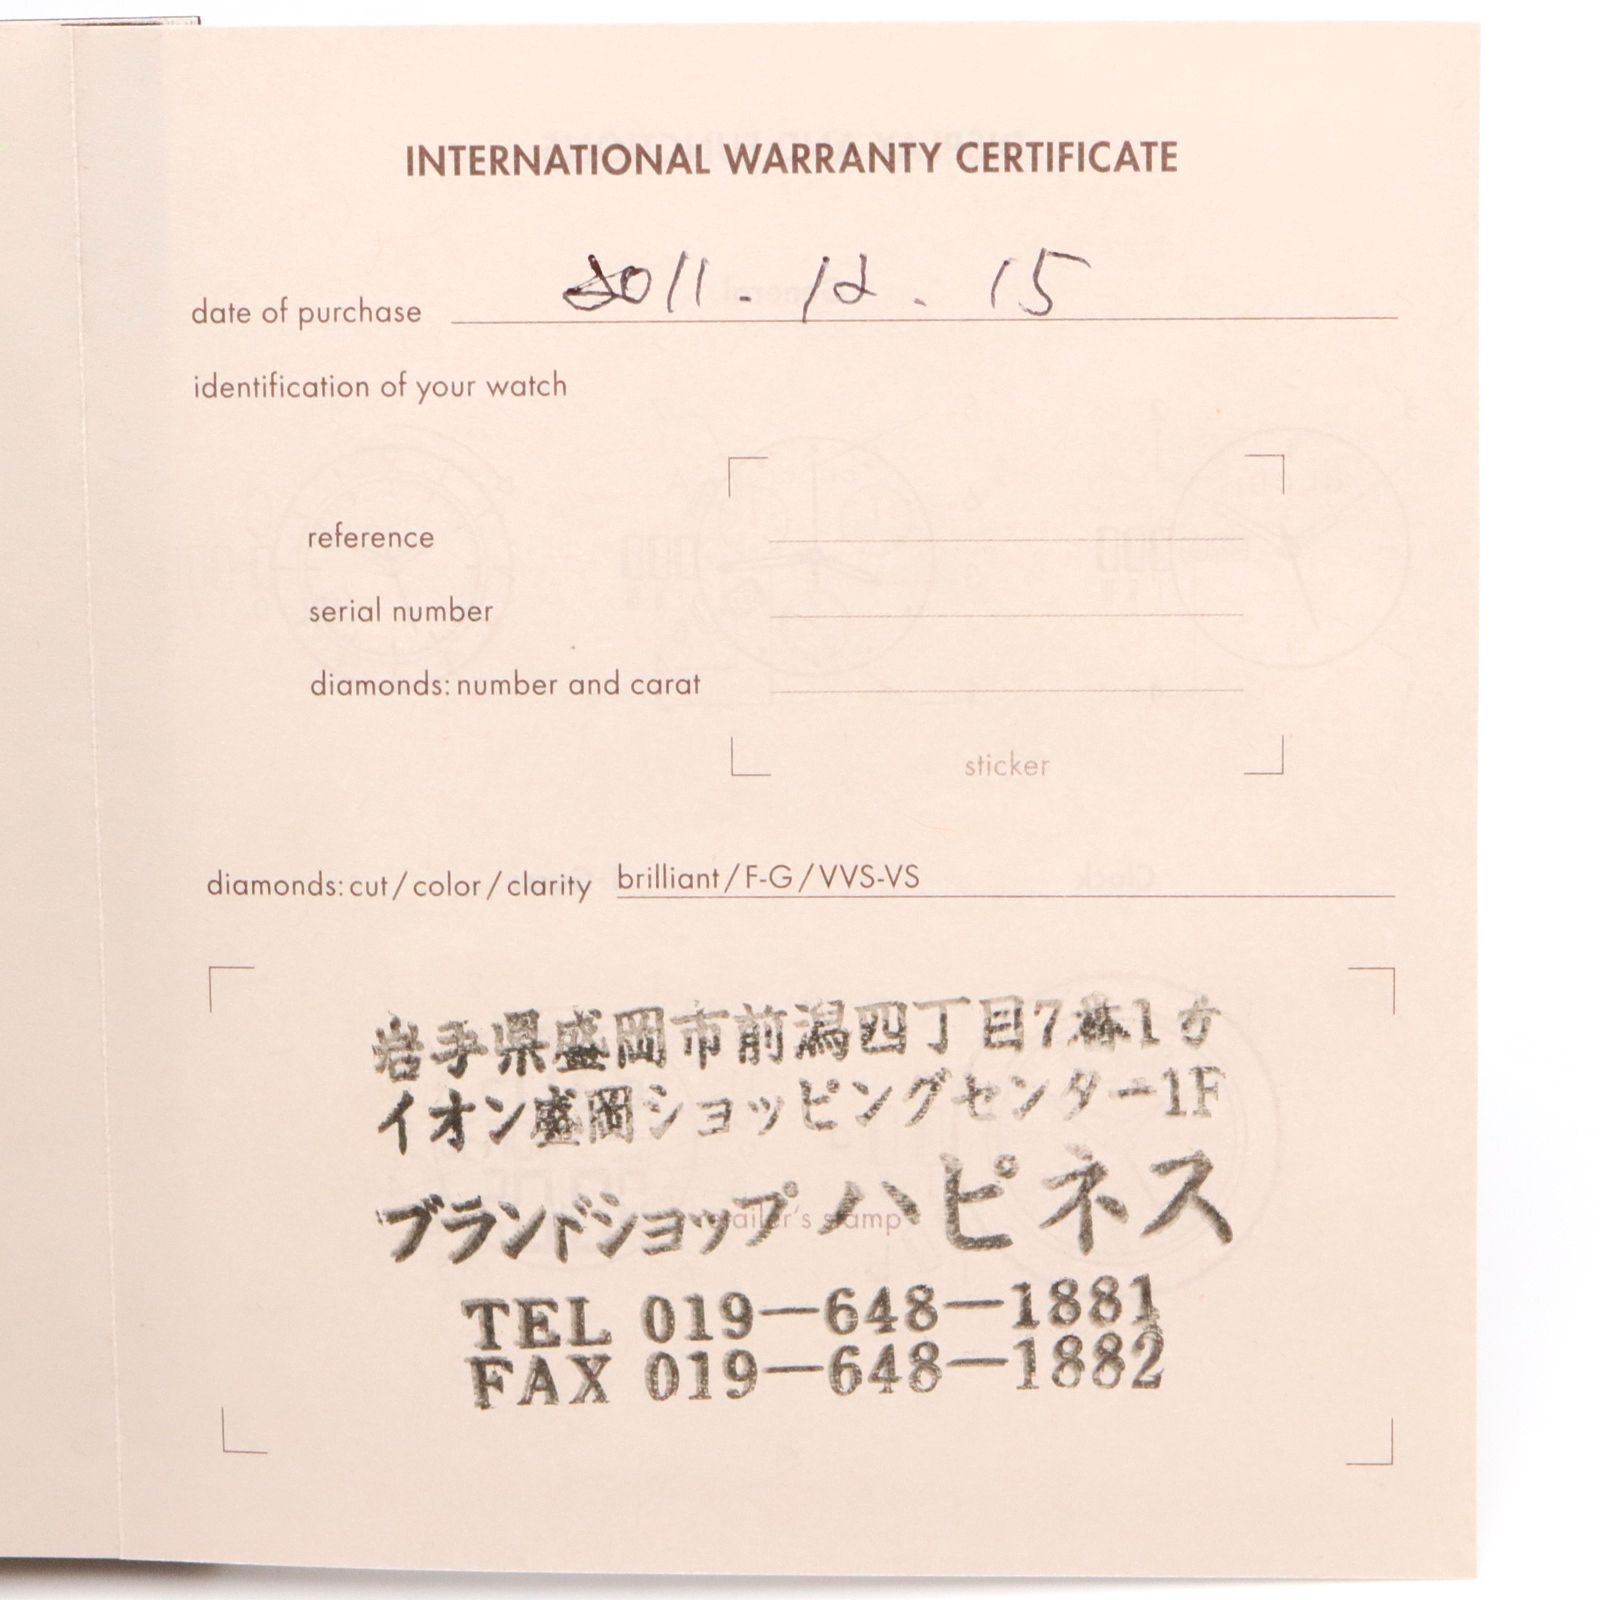 INTERNATIONAL WARRANTY CERTIFICATE
date of purchase 2011. 12. 15
identification of your watch
reference
serial number
diamonds: number and carat
sticker
diamonds: cut / color / clarity brilliant / F-G / VVS-VS
岩手県盛岡市前潟四丁目7番1号
イオン盛岡ショッピングセンター1F
ブランドショップ ハピネス
stamp
TEL 019-648-1881
FAX 019-648-1882